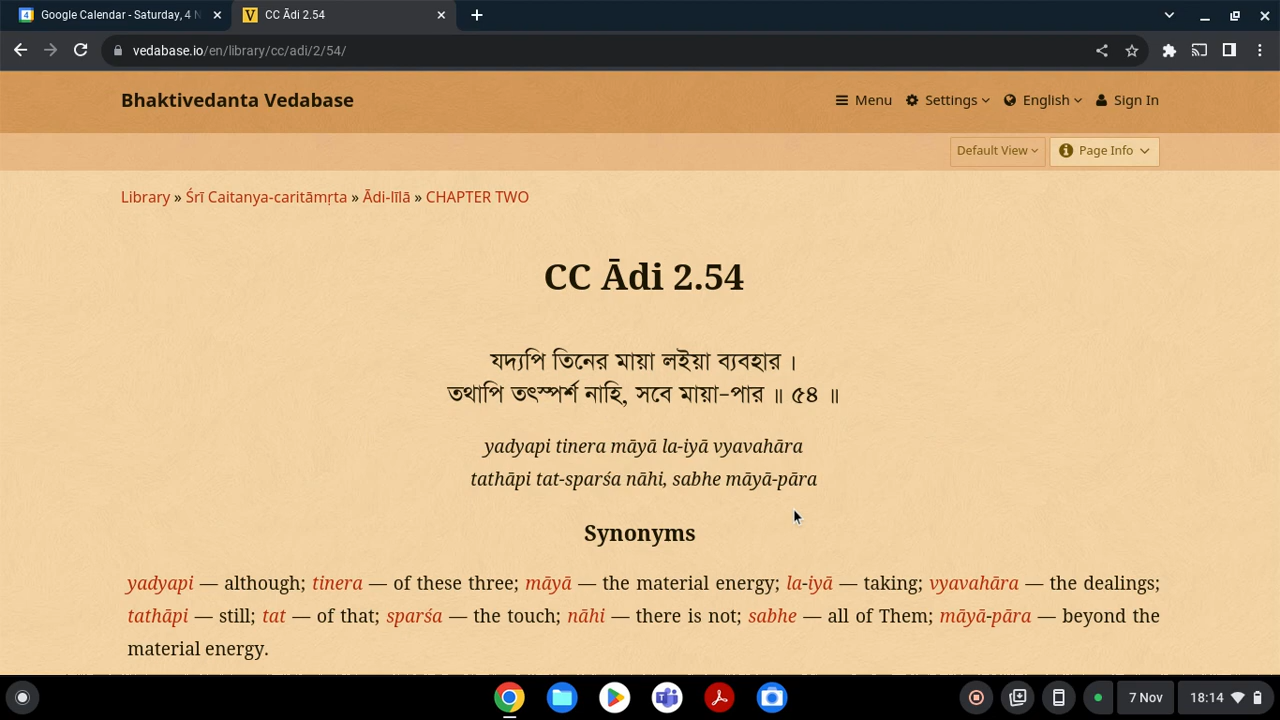 Google Calendar - Saturday, 4 N
CC Ādi 2.54
vedabase.io/en/library/cc/adi/2/54/
Bhaktivedanta Vedabase
Menu
Settings
English
Sign In
Default View
Page Info
Library » Śrī Caitanya-caritāmṛta » Ādi-līlā » CHAPTER TWO
CC Ādi 2.54
যদ্যপি তিনের মায়া লইয়া ব্যবহার ।
তথাপি তৎস্পর্শ নাহি, সবে মায়া-পার ॥ ৫৪ ॥
yadyapi tinera māyā la-iyā vyavahāra
tathāpi tat-sparśa nāhi, sabhe māyā-pāra
Synonyms
yadyapi — although; tinera — of these three; māyā — the material energy; la-iyā — taking; vyavahāra — the dealings;
tathāpi — still; tat — of that; sparśa — the touch; nāhi — there is not; sabhe — all of Them; māyā-pāra — beyond the
material energy.
7 Nov
18:14